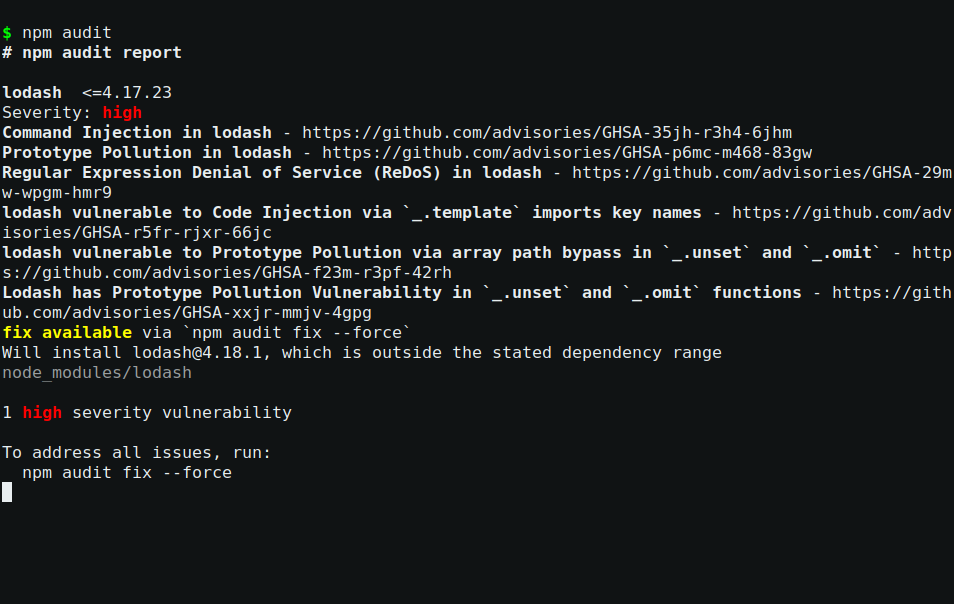 $ npm audit
# npm audit report
lodash  <=4.17.23
Severity: high
Command Injection in lodash - https://github.com/advisories/GHSA-35jh-r3h4-6jhm
Prototype Pollution in lodash - https://github.com/advisories/GHSA-p6mc-m468-83gw
Regular Expression Denial of Service (ReDoS) in lodash - https://github.com/advisories/GHSA-29m
w-wpgm-hmr9
lodash vulnerable to Code Injection via `_.template` imports key names - https://github.com/adv
isories/GHSA-r5fr-rjxr-66jc
lodash vulnerable to Prototype Pollution via array path bypass in `_.unset` and `_.omit` - http
s://github.com/advisories/GHSA-f23m-r3pf-42rh
Lodash has Prototype Pollution Vulnerability in `_.unset` and `_.omit` functions - https://gith
ub.com/advisories/GHSA-xxjr-mmjv-4gpg
fix available via `npm audit fix --force`
Will install lodash@4.18.1, which is outside the stated dependency range
node_modules/lodash
1 high severity vulnerability
To address all issues, run:
  npm audit fix --force